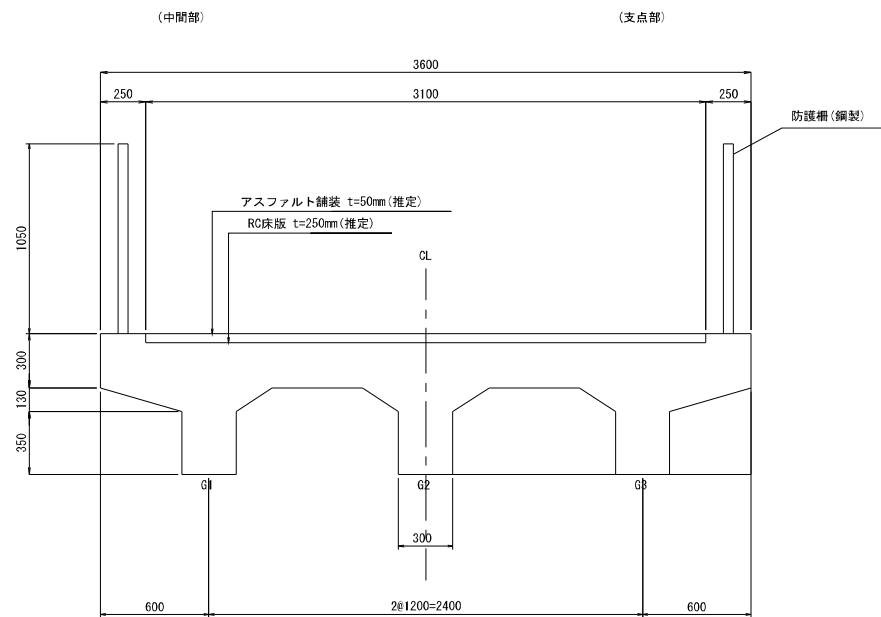 (中間部)
(支点部)
3600
250
3100
250
防護柵(鋼製)
アスファルト舗装 t=50mm(推定)
RC床版 t=250mm(推定)
CL
1050
300
130
350
G1
G2
G3
300
600
2@1200=2400
600